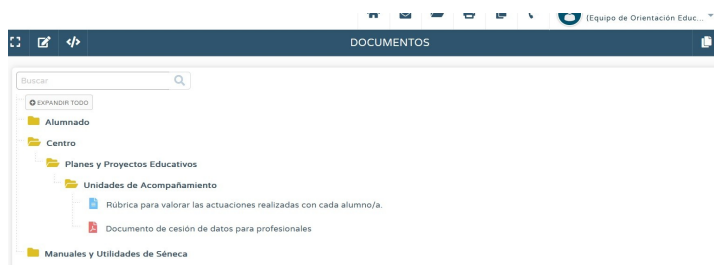 (Equipo de Orientación Educ...
DOCUMENTOS
Buscar
EXPANDIR TODO
Alumnado
Centro
Planes y Proyectos Educativos
Unidades de Acompañamiento
Rúbrica para valorar las actuaciones realizadas con cada alumno/a.
Documento de cesión de datos para profesionales
Manuales y Utilidades de Séneca